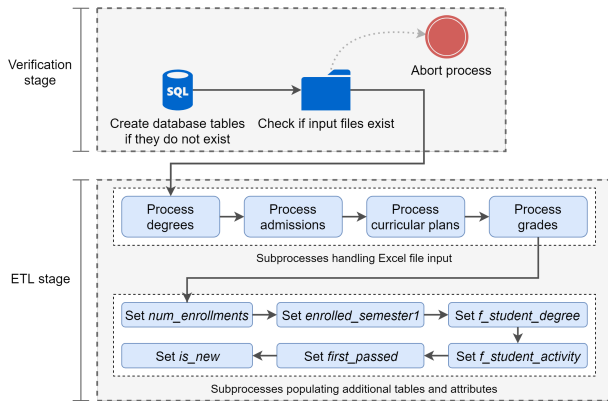 Verification
stage
Abort process
SQL
Create database tables
if they do not exist
Check if input files exist
ETL stage
Process
degrees
Process
admissions
Process
curricular plans
Process
grades
Subprocesses handling Excel file input
Set num_enrollments
Set enrolled_semester1
Set f_student_degree
Set is_new
Set first_passed
Set f_student_activity
Subprocesses populating additional tables and attributes